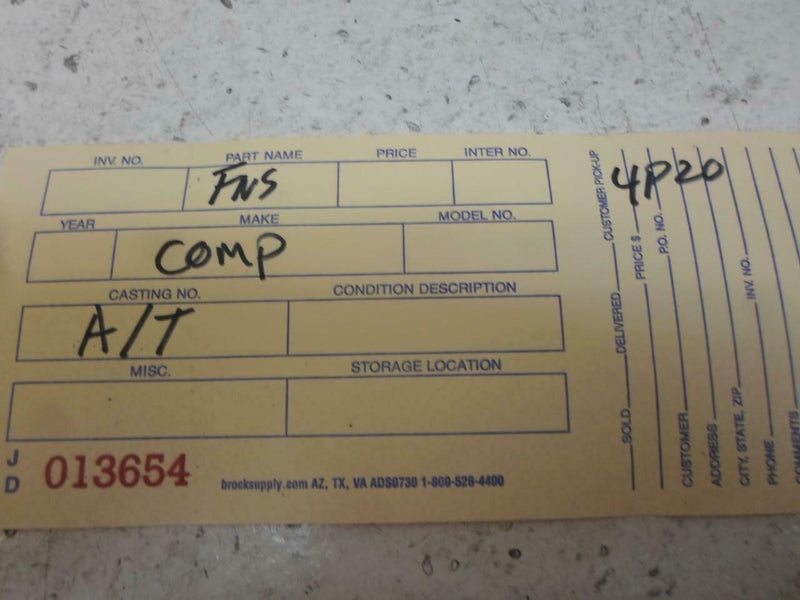 INV. NO. PART NAME PRICE INTER NO.
FNS
YEAR MAKE MODEL NO.
COMP
CASTING NO. CONDITION DESCRIPTION
A/T
MISC. STORAGE LOCATION
J D 013654 brocksupply.com AZ, TX, VA ADS0730 1-800-528-4400
4P20
SOLD DELIVERED CUSTOMER PICK-UP
PRICE $
P.O. NO.
CUSTOMER
ADDRESS
CITY, STATE, ZIP INV. NO.
PHONE
COMMENTS